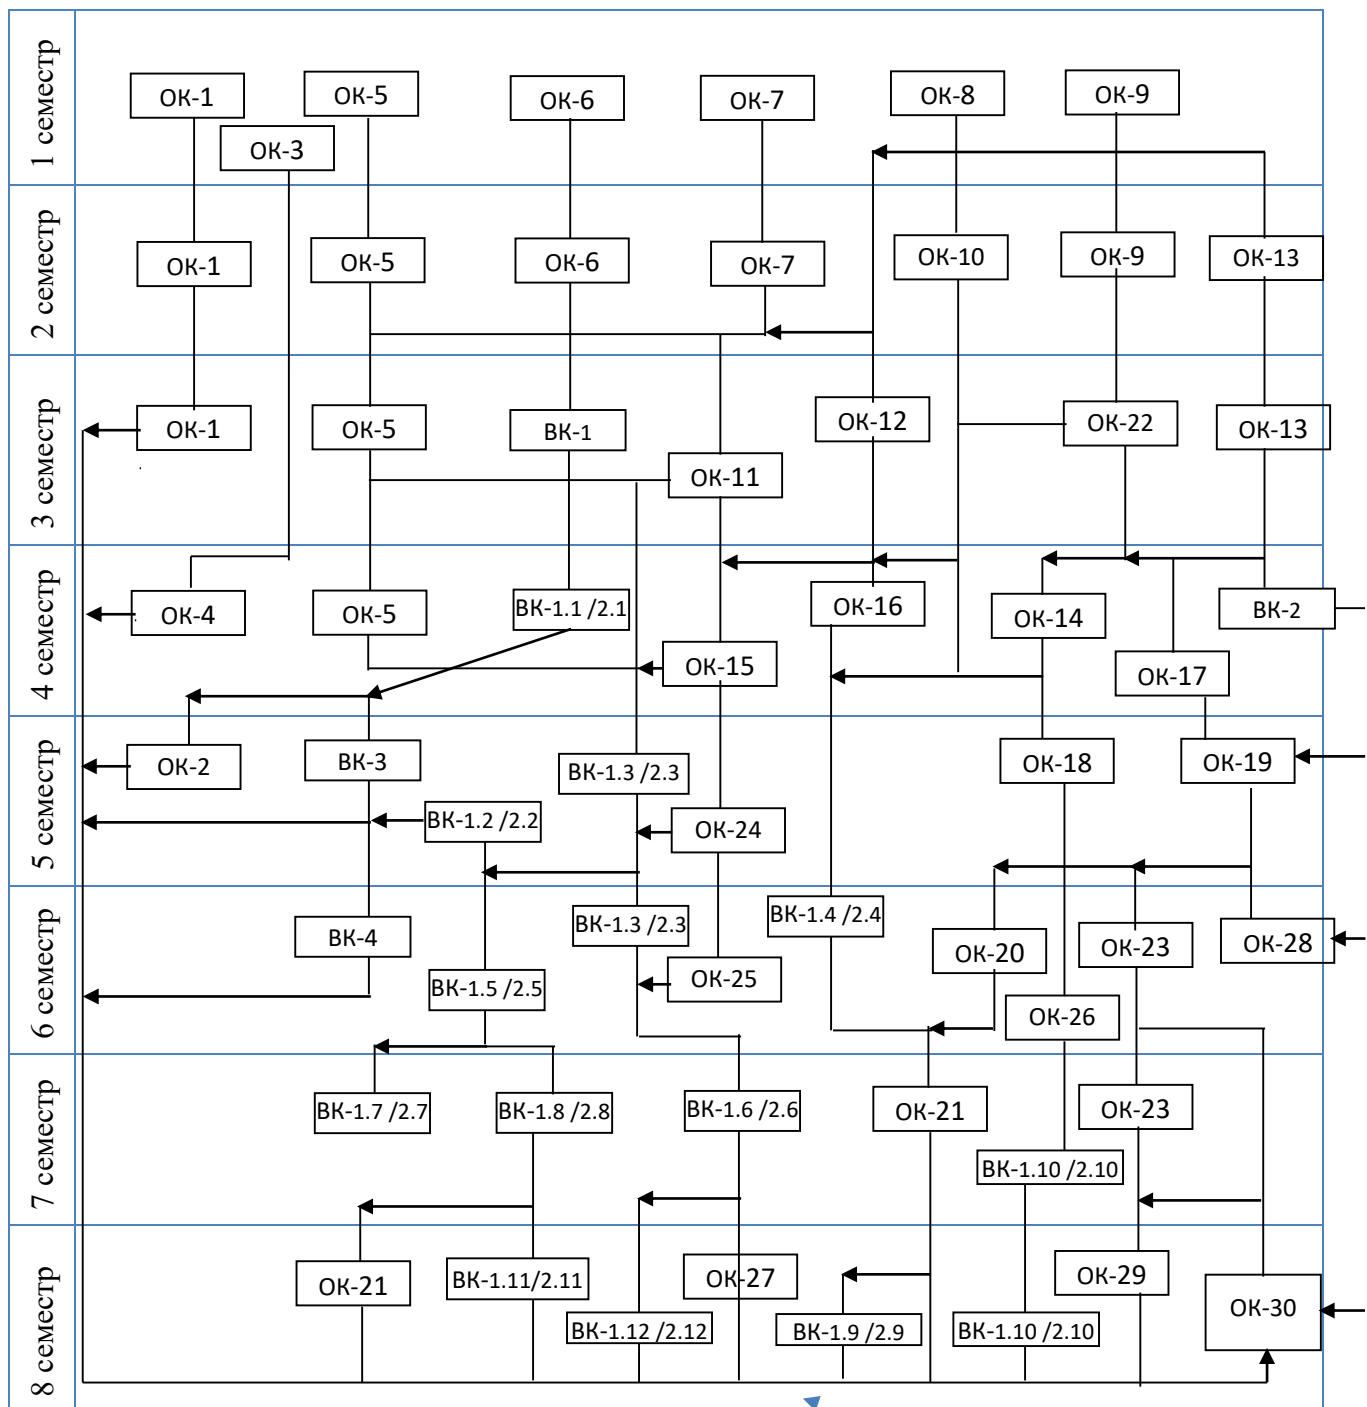 1 семестр
ОК-1
ОК-5
ОК-6
ОК-7
ОК-8
ОК-9
ОК-3
2 семестр
ОК-1
ОК-5
ОК-6
ОК-7
ОК-10
ОК-9
ОК-13
3 семестр
ОК-1
ОК-5
ВК-1
ОК-12
ОК-22
ОК-13
ОК-11
4 семестр
ОК-4
ОК-5
ВК-1.1 /2.1
ОК-16
ОК-14
ВК-2
ОК-15
ОК-17
5 семестр
ОК-2
ВК-3
ВК-1.3 /2.3
ОК-18
ОК-19
ВК-1.2 /2.2
ОК-24
6 семестр
ВК-4
ВК-1.3 /2.3
ВК-1.4 /2.4
ОК-20
ОК-23
ОК-28
ВК-1.5 /2.5
ОК-25
ОК-26
7 семестр
ВК-1.7 /2.7
ВК-1.8 /2.8
ВК-1.6 /2.6
ОК-21
ОК-23
ВК-1.10 /2.10
8 семестр
ОК-21
ВК-1.11/2.11
ОК-27
ОК-29
ОК-30
ВК-1.12 /2.12
ВК-1.9 /2.9
ВК-1.10 /2.10